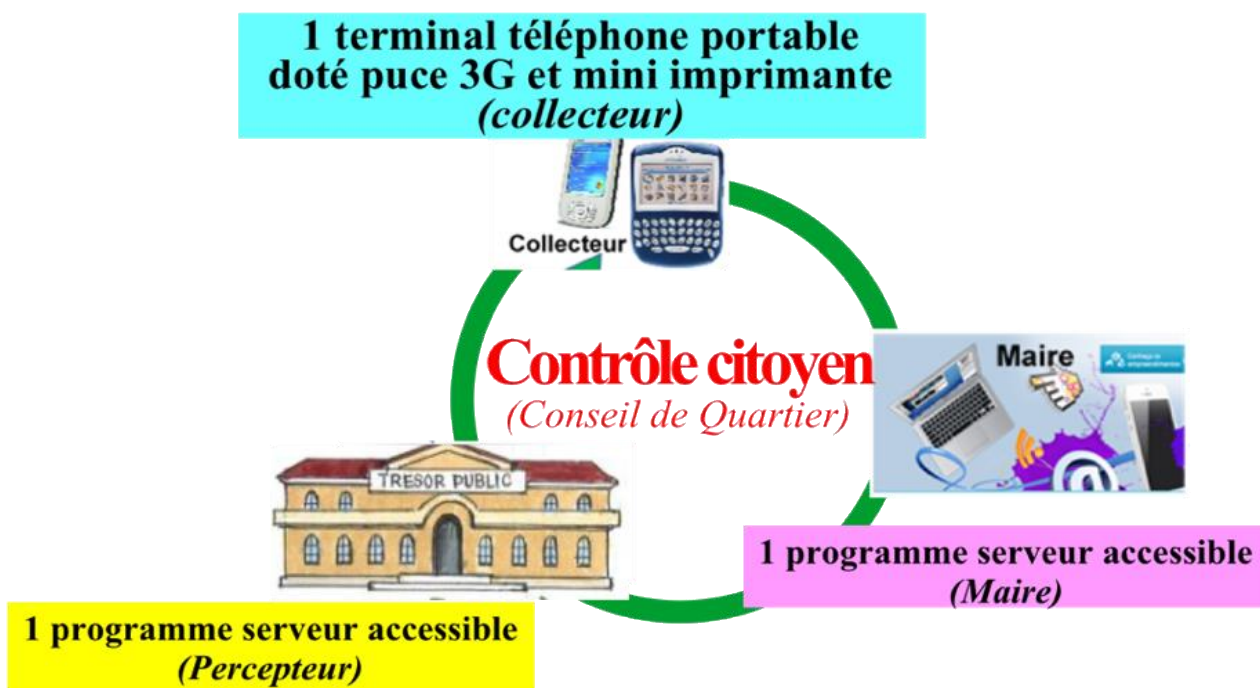 1 terminal téléphone portable
doté puce 3G et mini imprimante
(collecteur)
Collecteur
Contrôle citoyen
(Conseil de Quartier)
Maire
TRESOR PUBLIC
1 programme serveur accessible
(Maire)
1 programme serveur accessible
(Percepteur)